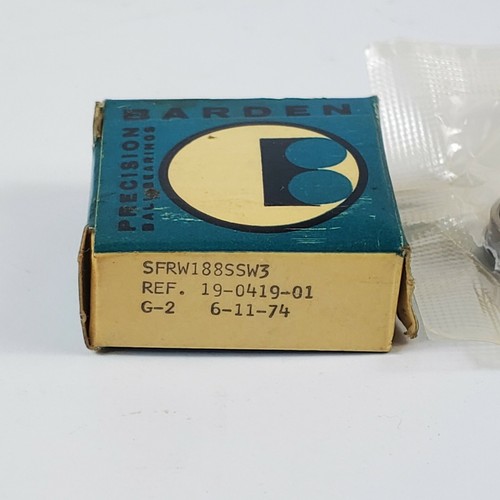 BARDEN
PRECISION
BALL BEARINGS
SFRW188SSW3
REF. 19-0419-01
G-2 6-11-74